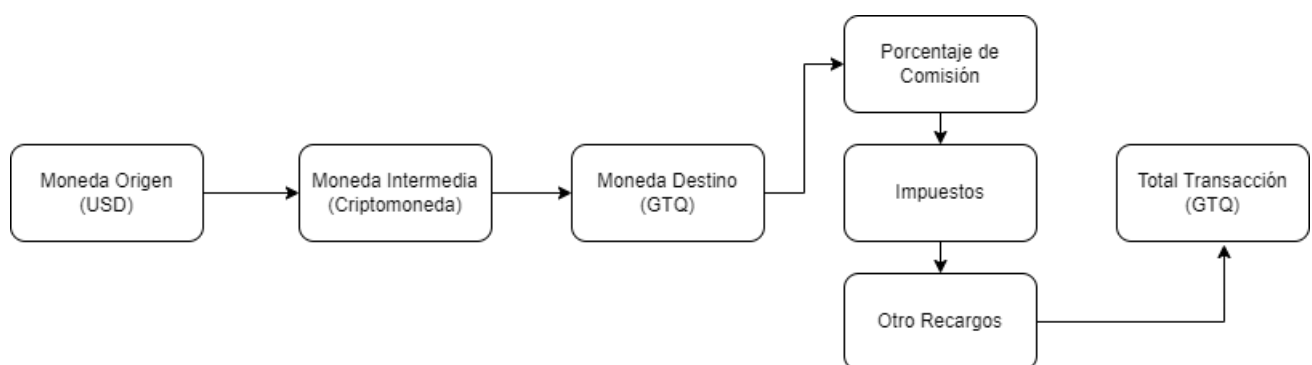 Moneda Origen
(USD)
Moneda Intermedia
(Criptomoneda)
Moneda Destino
(GTQ)
Porcentaje de
Comisión
Impuestos
Otro Recargos
Total Transacción
(GTQ)